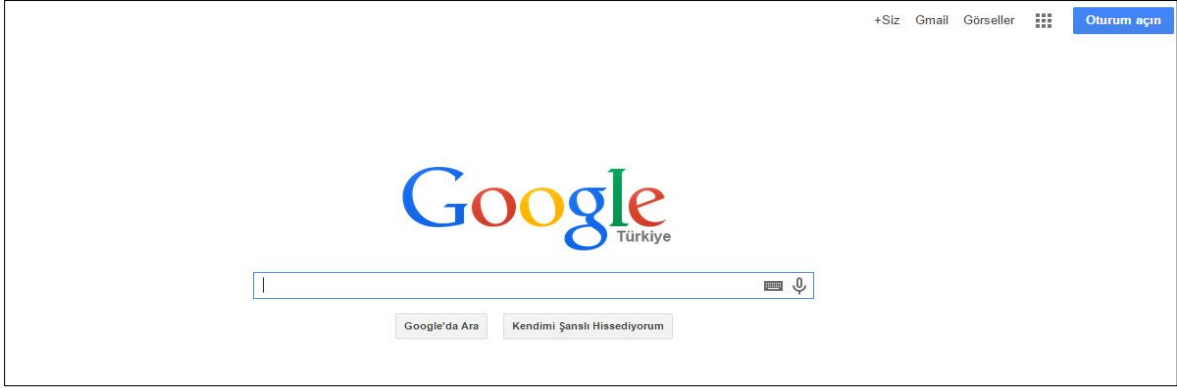 +Siz Gmail Görseller Oturum açın
Google
Türkiye
Google'da Ara Kendimi Şanslı Hissediyorum